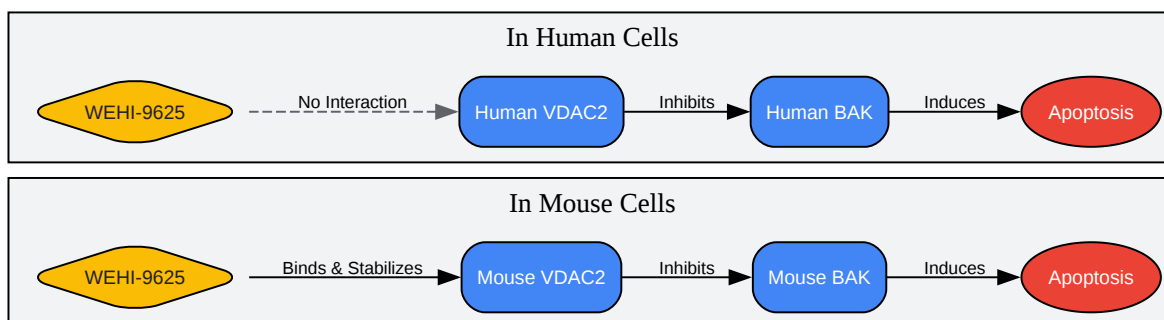 In Human Cells
WEHI-9625
No Interaction
Human VDAC2
Inhibits
Human BAK
Induces
Apoptosis
In Mouse Cells
WEHI-9625
Binds & Stabilizes
Mouse VDAC2
Inhibits
Mouse BAK
Induces
Apoptosis